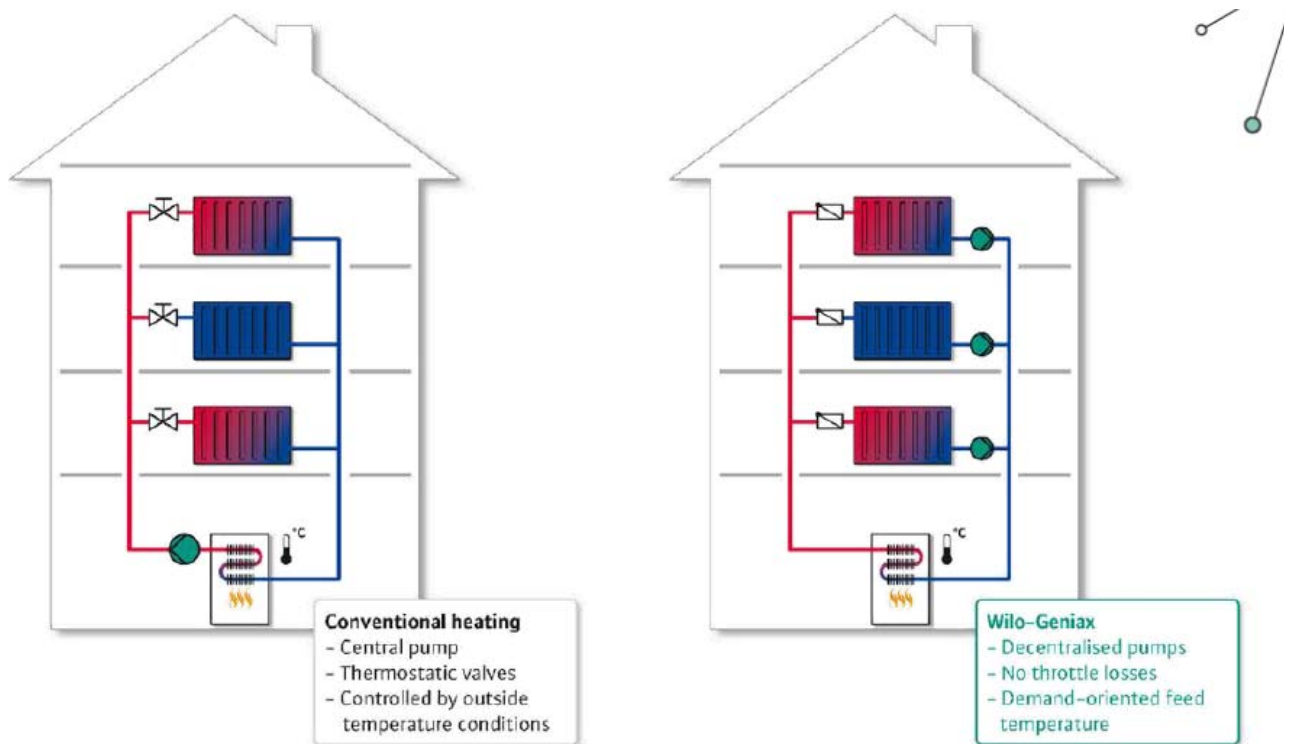 °C
Conventional heating
– Central pump
– Thermostatic valves
– Controlled by outside
temperature conditions
°C
Wilo–Geniax
– Decentralised pumps
– No throttle losses
– Demand–oriented feed
temperature